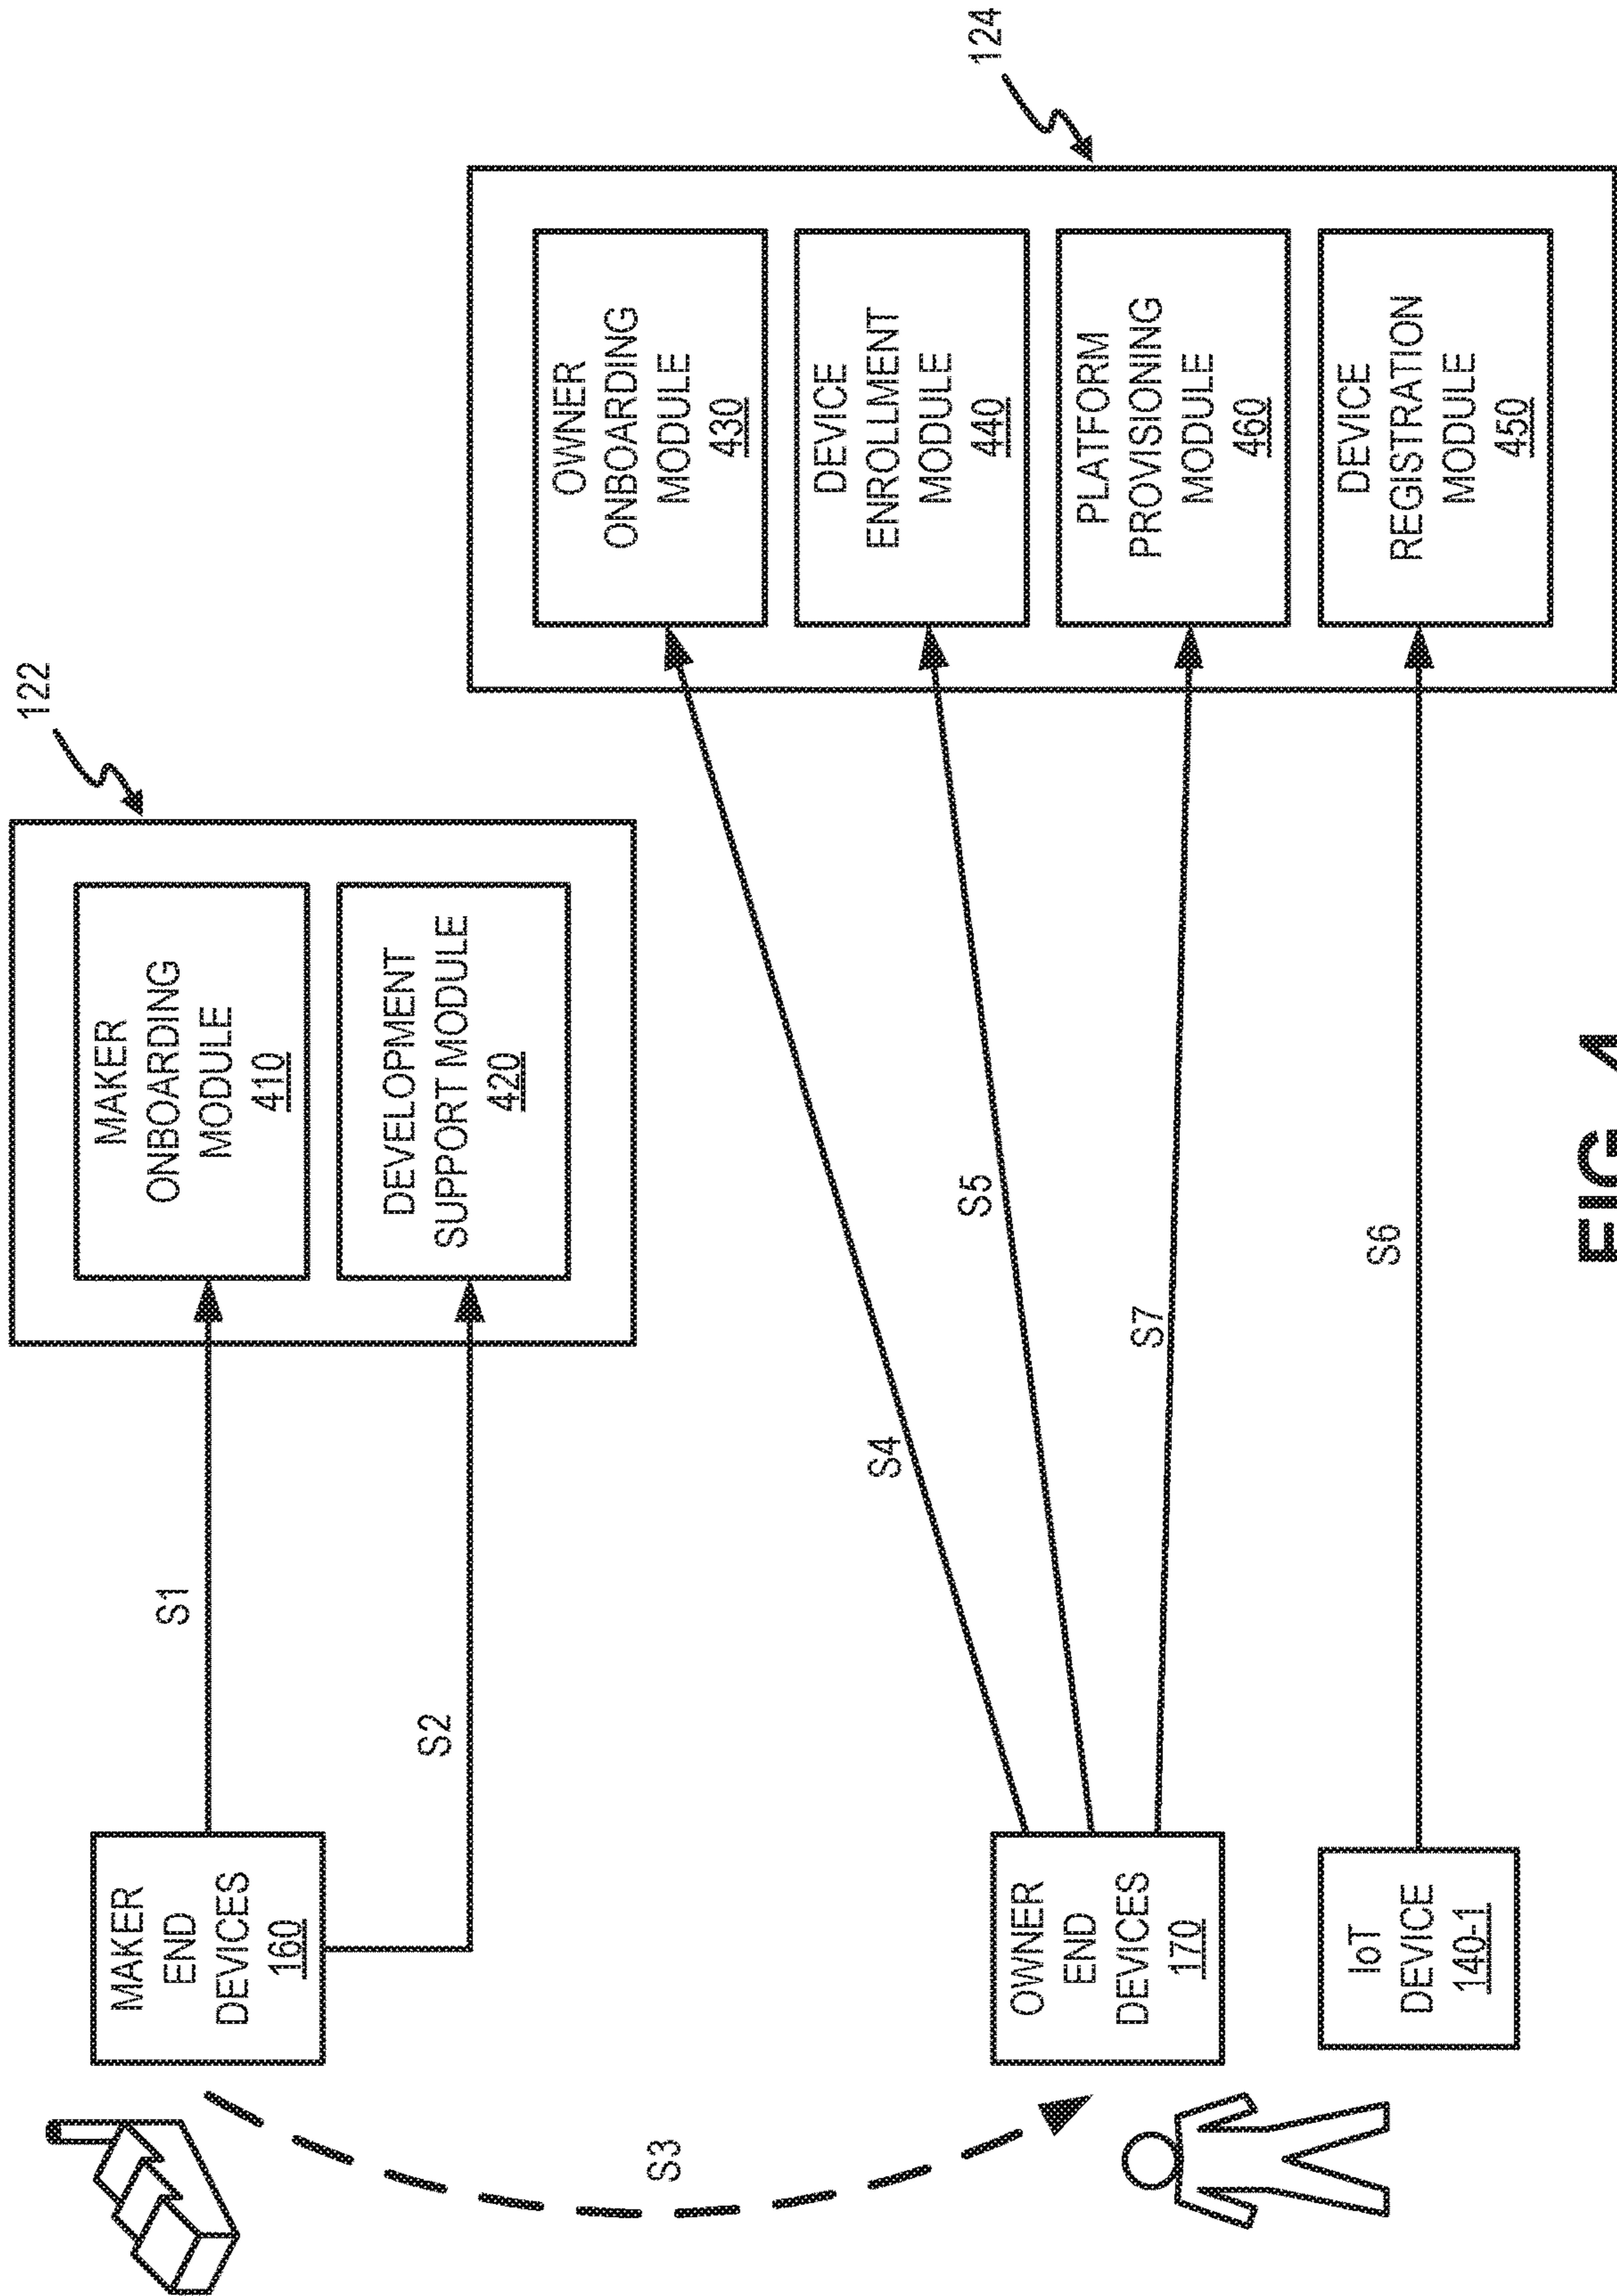 122
MAKER
ONBOARDING
MODULE
410
DEVELOPMENT
SUPPORT MODULE
420
MAKER
END
DEVICES
160
S1
S2
S3
124
OWNER
ONBOARDING
MODULE
430
DEVICE
ENROLLMENT
MODULE
440
PLATFORM
PROVISIONING
MODULE
460
DEVICE
REGISTRATION
MODULE
450
S4
S5
S7
S6
OWNER
END
DEVICES
170
IoT
DEVICE
140-1
FIG. 4